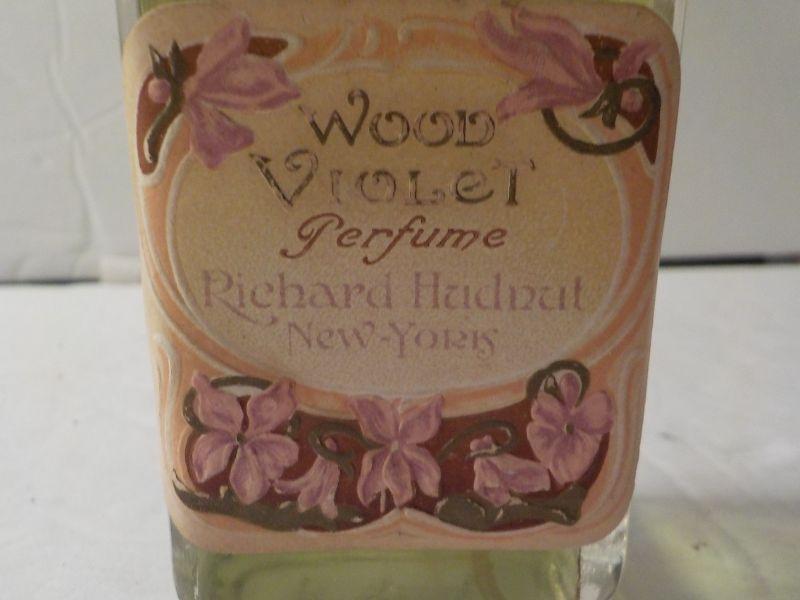 WOOD
VIOLET
Perfume
Richard Hudnut
NEW-YORK